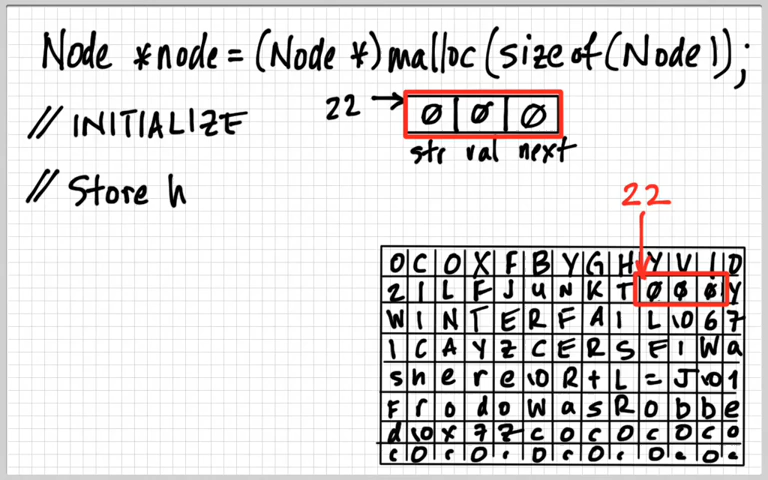 Node *node = (Node *)malloc(sizeof(Node));
// INITIALIZE
22 → Ø Ø Ø
str val next
// Store h
22
O C O X F B Y G H Y V I D
2 I L F J U N K T Ø Ø Ø Y
W I N T E R F A I L \0 6 7
I C A Y Z C E R S F I W a
s h e r e \0 R + L = J \0 1
F r o d o W a s R o b b e
d \0 x 7 Z c o c o c o c o
c o c o c o c o c o c o c